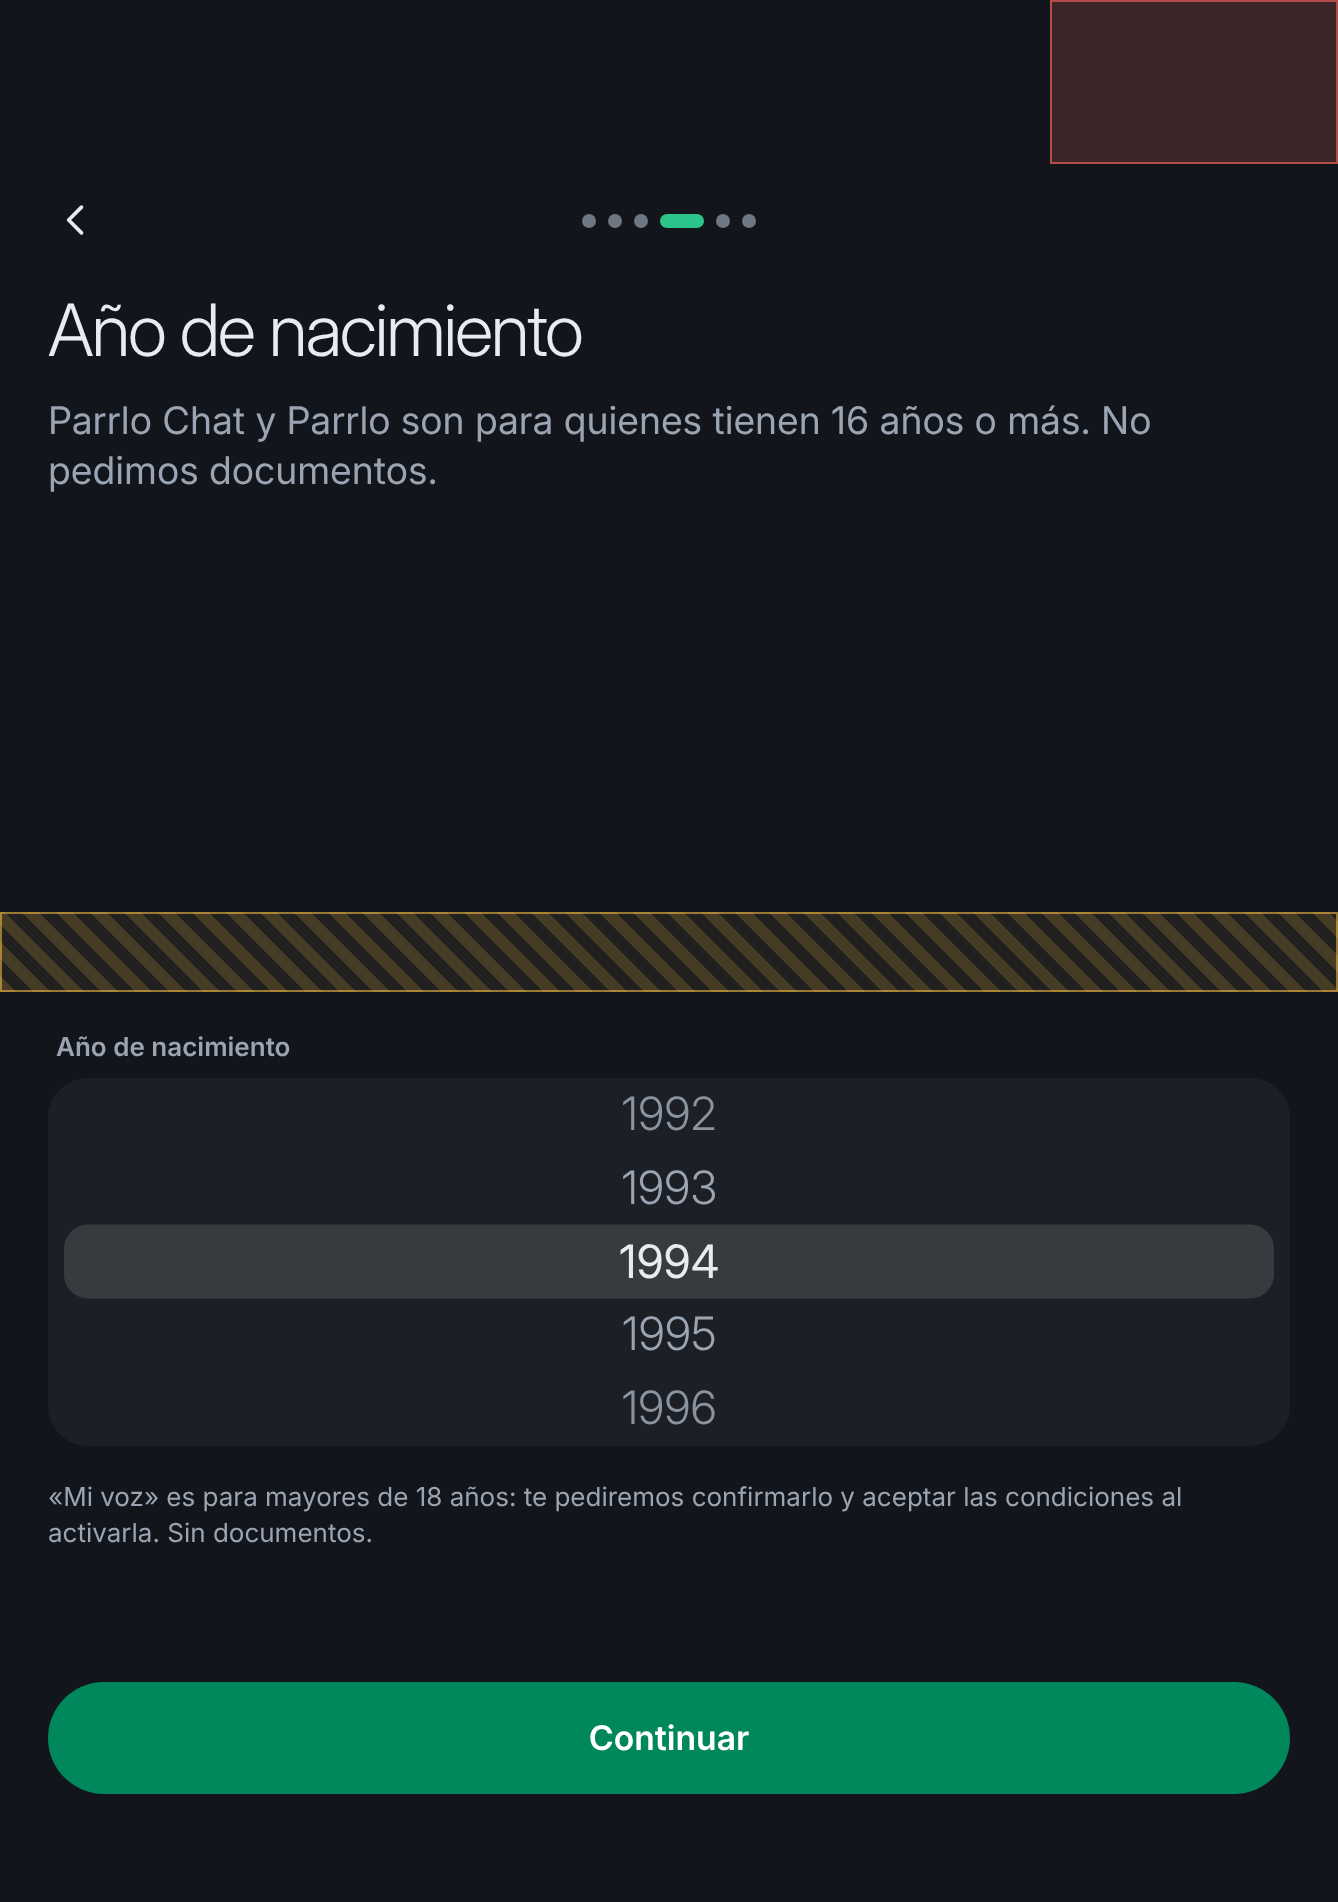 Año de nacimiento
Parrlo Chat y Parrlo son para quienes tienen 16 años o más. No
pedimos documentos.
Año de nacimiento
1992
1993
1994
1995
1996
«Mi voz» es para mayores de 18 años: te pediremos confirmarlo y aceptar las condiciones al
activarla. Sin documentos.
Continuar